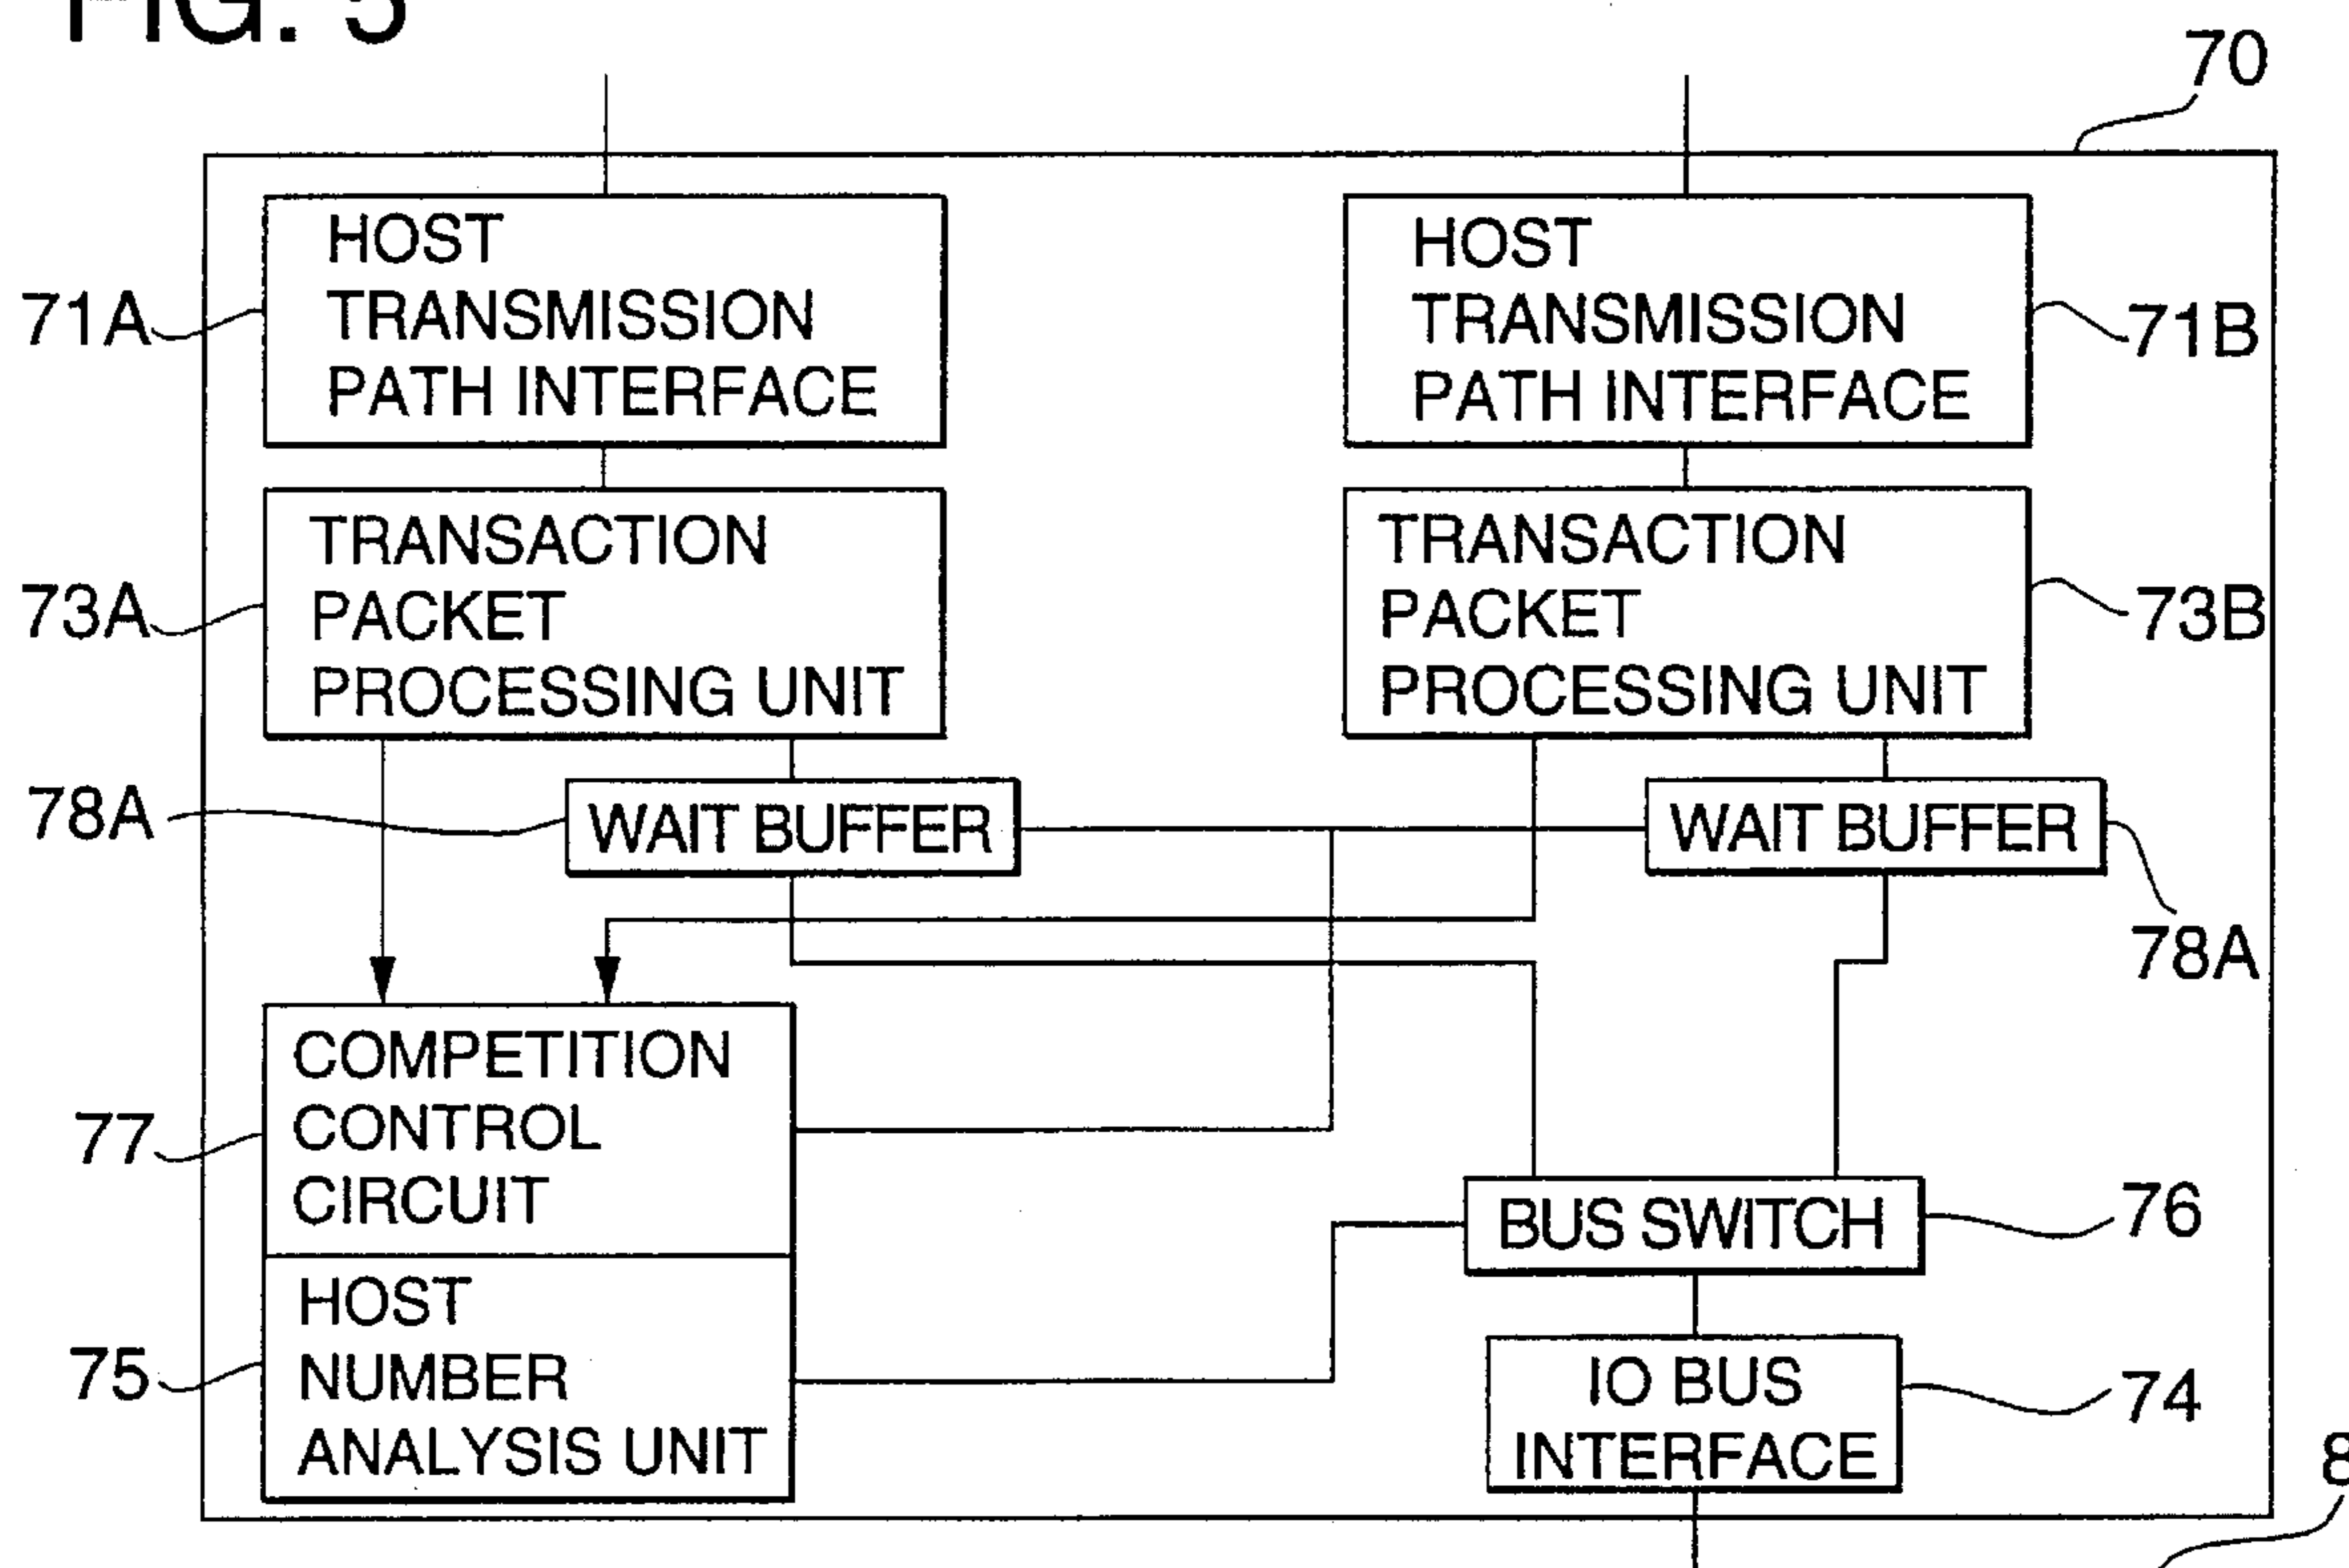 FIG. 5
70
HOST
TRANSMISSION
PATH INTERFACE
71A
HOST
TRANSMISSION
PATH INTERFACE
71B
TRANSACTION
PACKET
PROCESSING UNIT
73A
TRANSACTION
PACKET
PROCESSING UNIT
73B
78A
WAIT BUFFER
WAIT BUFFER
78A
COMPETITION
CONTROL
CIRCUIT
77
BUS SWITCH
76
HOST
NUMBER
ANALYSIS UNIT
75
IO BUS
INTERFACE
74